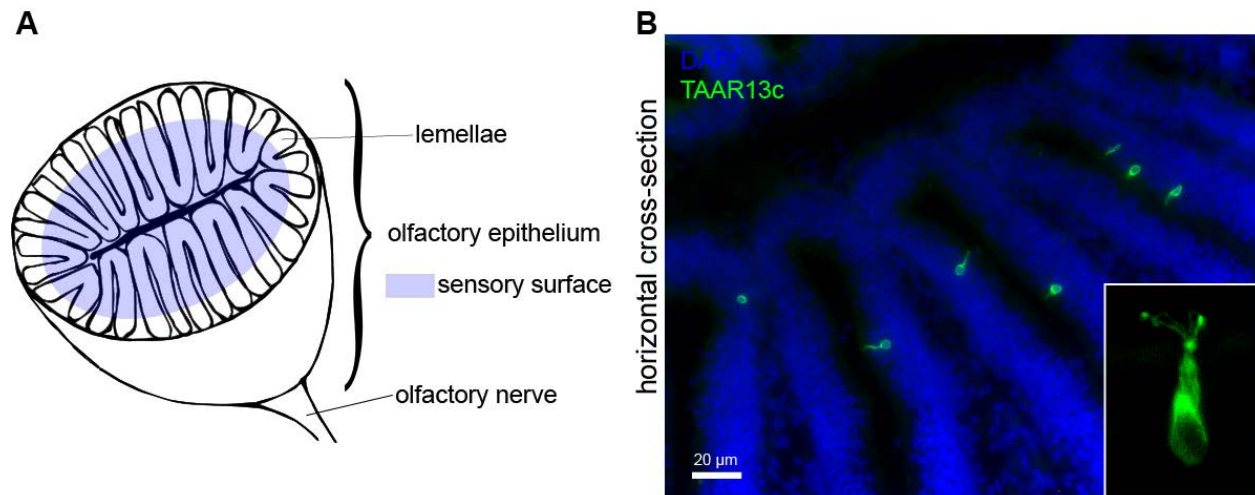 A
lemellae
olfactory epithelium
sensory surface
olfactory nerve
B
DAPI
TAAR13c
horizontal cross-section
20 µm